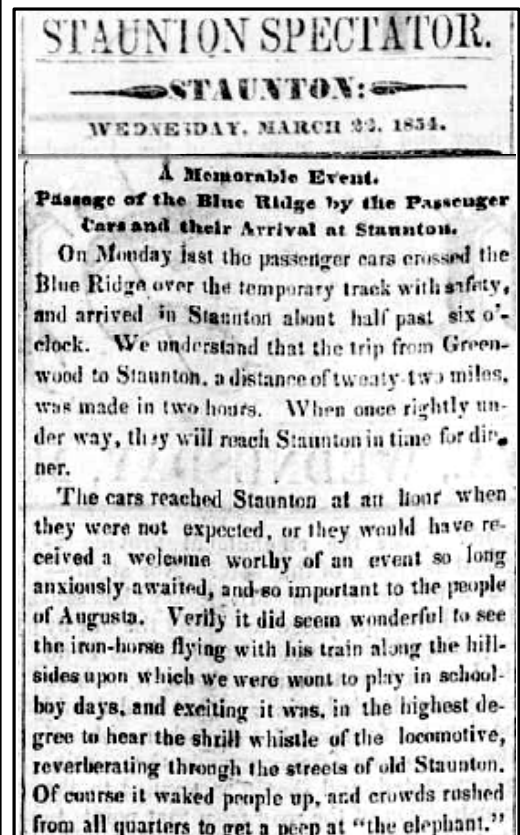 STAUNTON SPECTATOR.
STAUNTON:
WEDNESDAY, MARCH 22, 1854.
A Memorable Event.
Passage of the Blue Ridge by the Passenger
Cars and their Arrival at Staunton.
On Monday last the passenger cars crossed the
Blue Ridge over the temporary track with safety,
and arrived in Staunton about half past six o'-
clock. We understand that the trip from Green-
wood to Staunton, a distance of twenty-two miles,
was made in two hours. When once rightly un-
der way, they will reach Staunton in time for din-
ner.
The cars reached Staunton at an hour when
they were not expected, or they would have re-
ceived a welcome worthy of an event so long
anxiously awaited, and so important to the people
of Augusta. Verily it did seem wonderful to see
the iron-horse flying with his train along the hill-
sides upon which we were wont to play in school-
boy days, and exciting it was, in the highest de-
gree to hear the shrill whistle of the locomotive,
reverberating through the streets of old Staunton.
Of course it waked people up, and crowds rushed
from all quarters to get a peep at "the elephant."